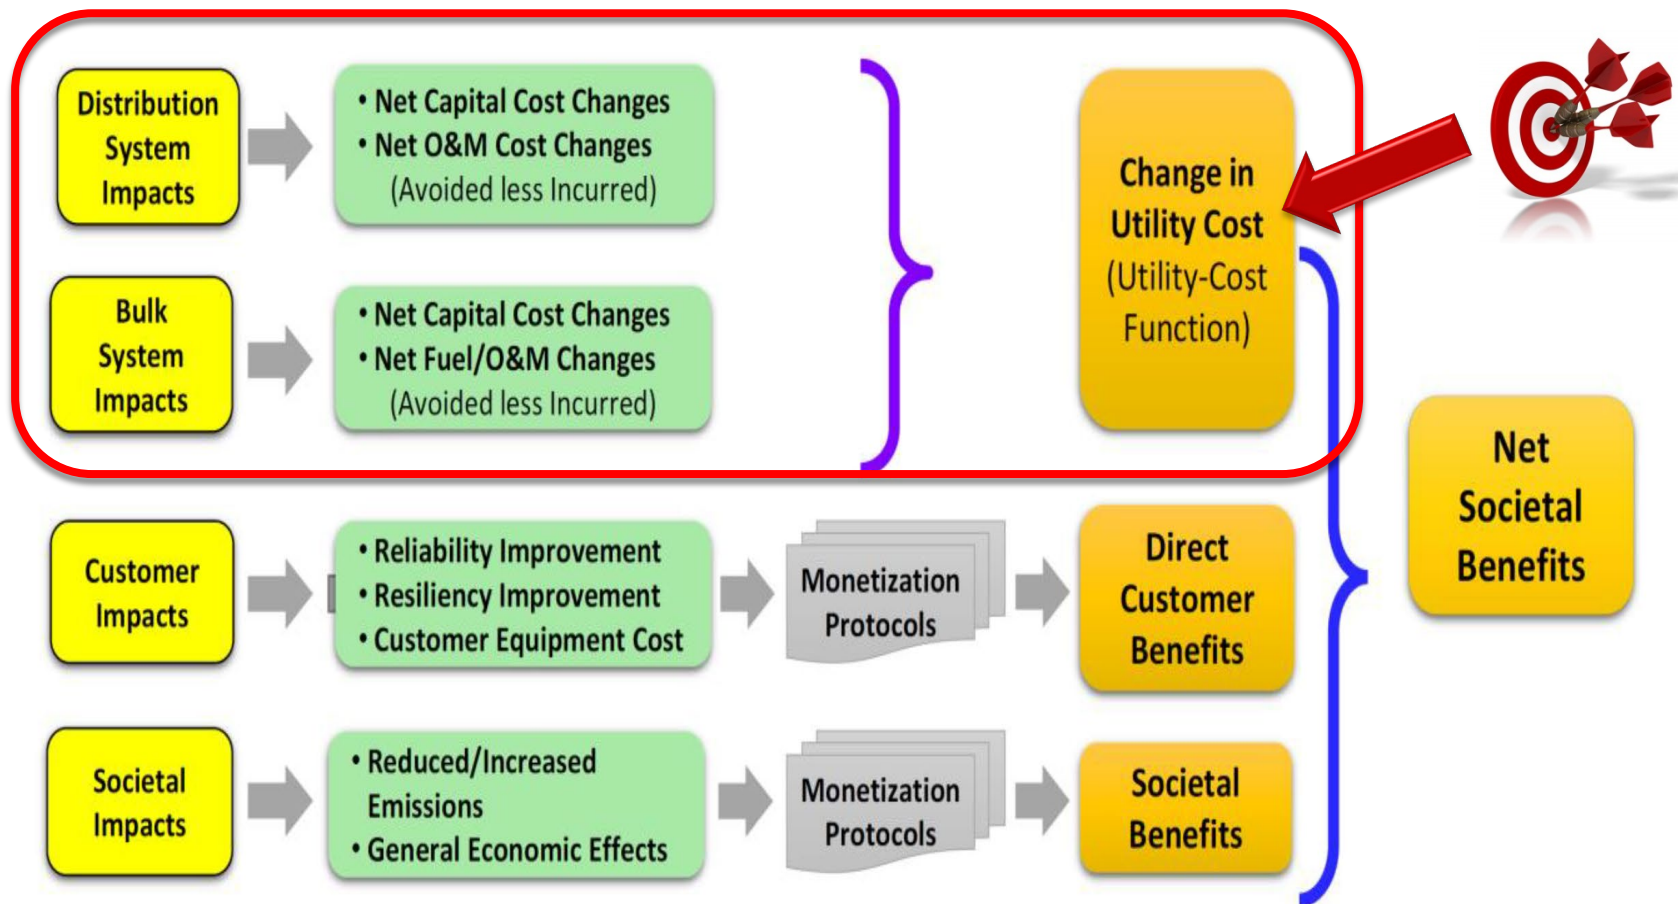 Distribution
System
Impacts
• Net Capital Cost Changes
• Net O&M Cost Changes
(Avoided less Incurred)
Change in
Utility Cost
(Utility-Cost
Function)
Bulk
System
Impacts
• Net Capital Cost Changes
• Net Fuel/O&M Changes
(Avoided less Incurred)
Net
Societal
Benefits
Customer
Impacts
• Reliability Improvement
• Resiliency Improvement
• Customer Equipment Cost
Monetization
Protocols
Direct
Customer
Benefits
Societal
Impacts
• Reduced/Increased
Emissions
• General Economic Effects
Monetization
Protocols
Societal
Benefits